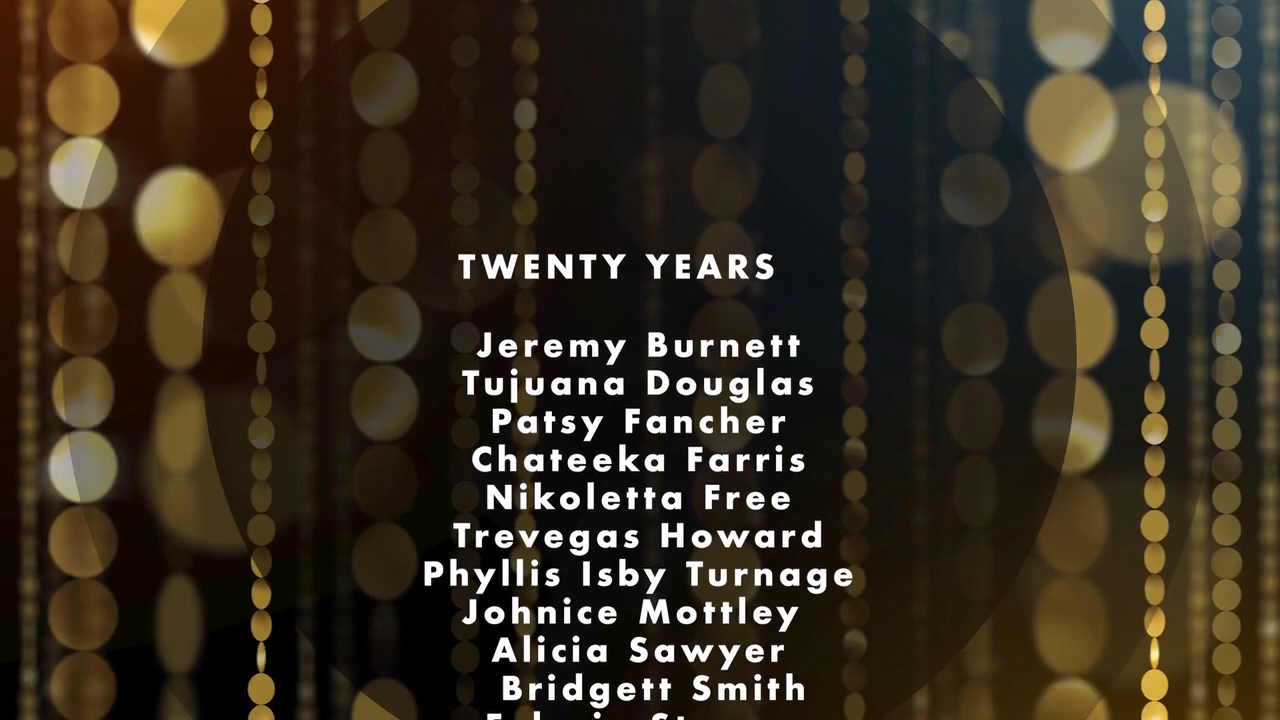 TWENTY YEARS
Jeremy Burnett
Tujuana Douglas
Patsy Fancher
Chateeka Farris
Nikoletta Free
Trevegas Howard
Phyllis Isby Turnage
Johnice Mottley
Alicia Sawyer
Bridgett Smith